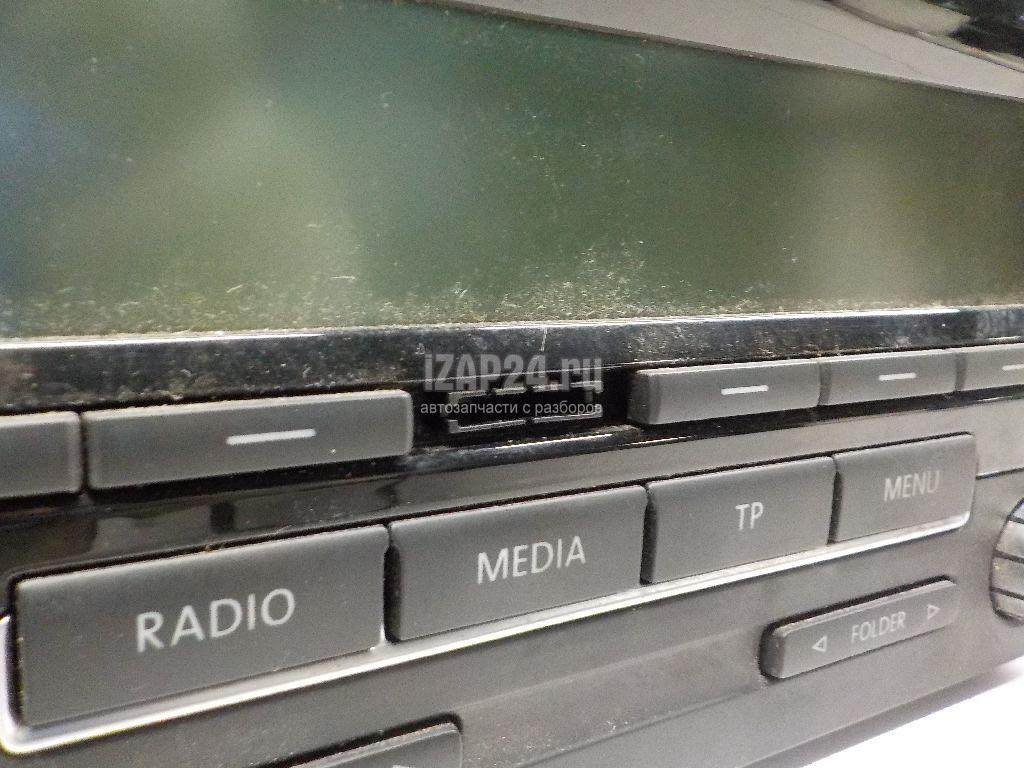 iZAP24.ru
автозапчасти с разборов
RADIO
MEDIA
TP
MENU
FOLDER